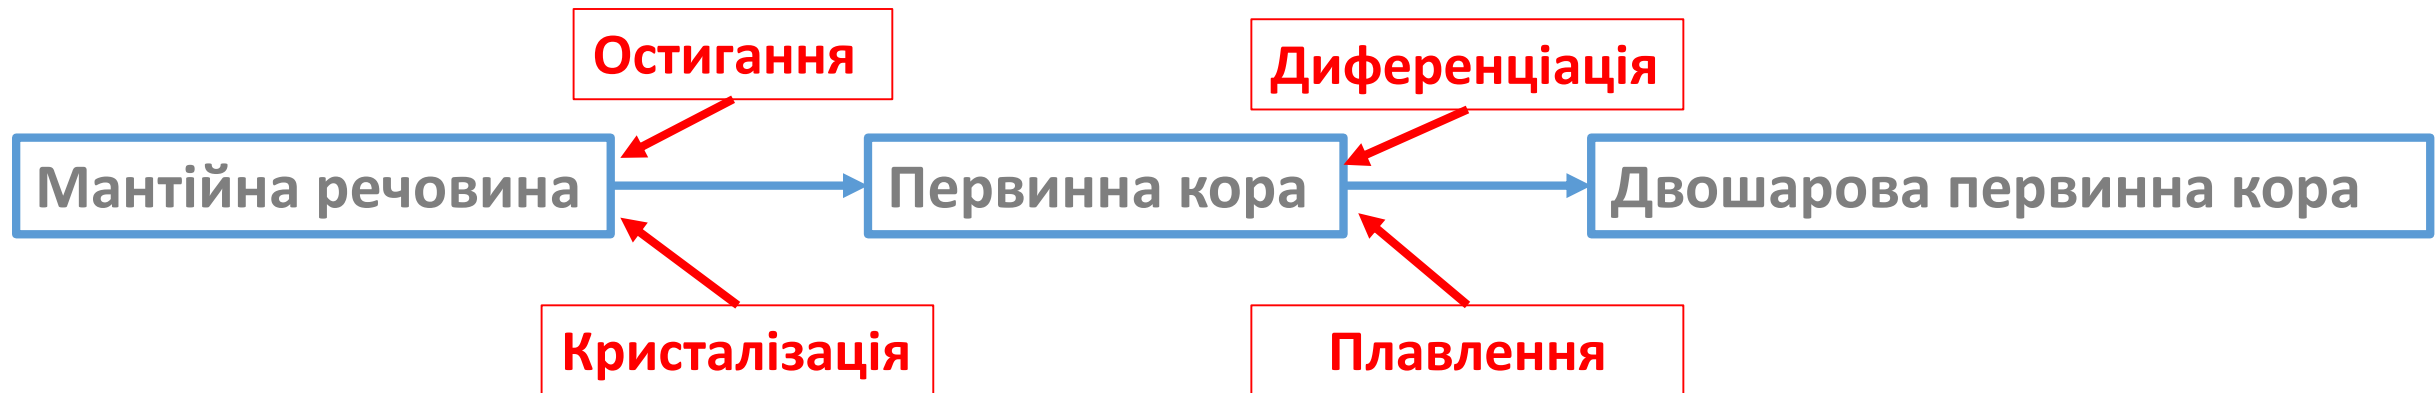 Остигання
Диференціація
Мантійна речовина
Первинна кора
Двошарова первинна кора
Кристалізація
Плавлення